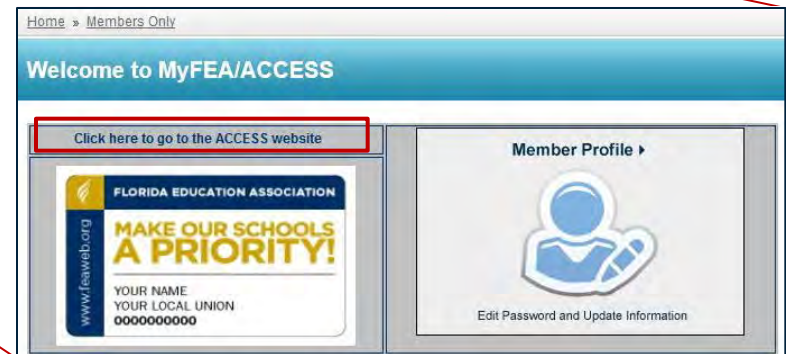 Home » Members Only
Welcome to MyFEA/ACCESS
Click here to go to the ACCESS website
FLORIDA EDUCATION ASSOCIATION
www.feaweb.org
MAKE OUR SCHOOLS
A PRIORITY!
YOUR NAME
YOUR LOCAL UNION
0000000000
Member Profile ▸
Edit Password and Update Information